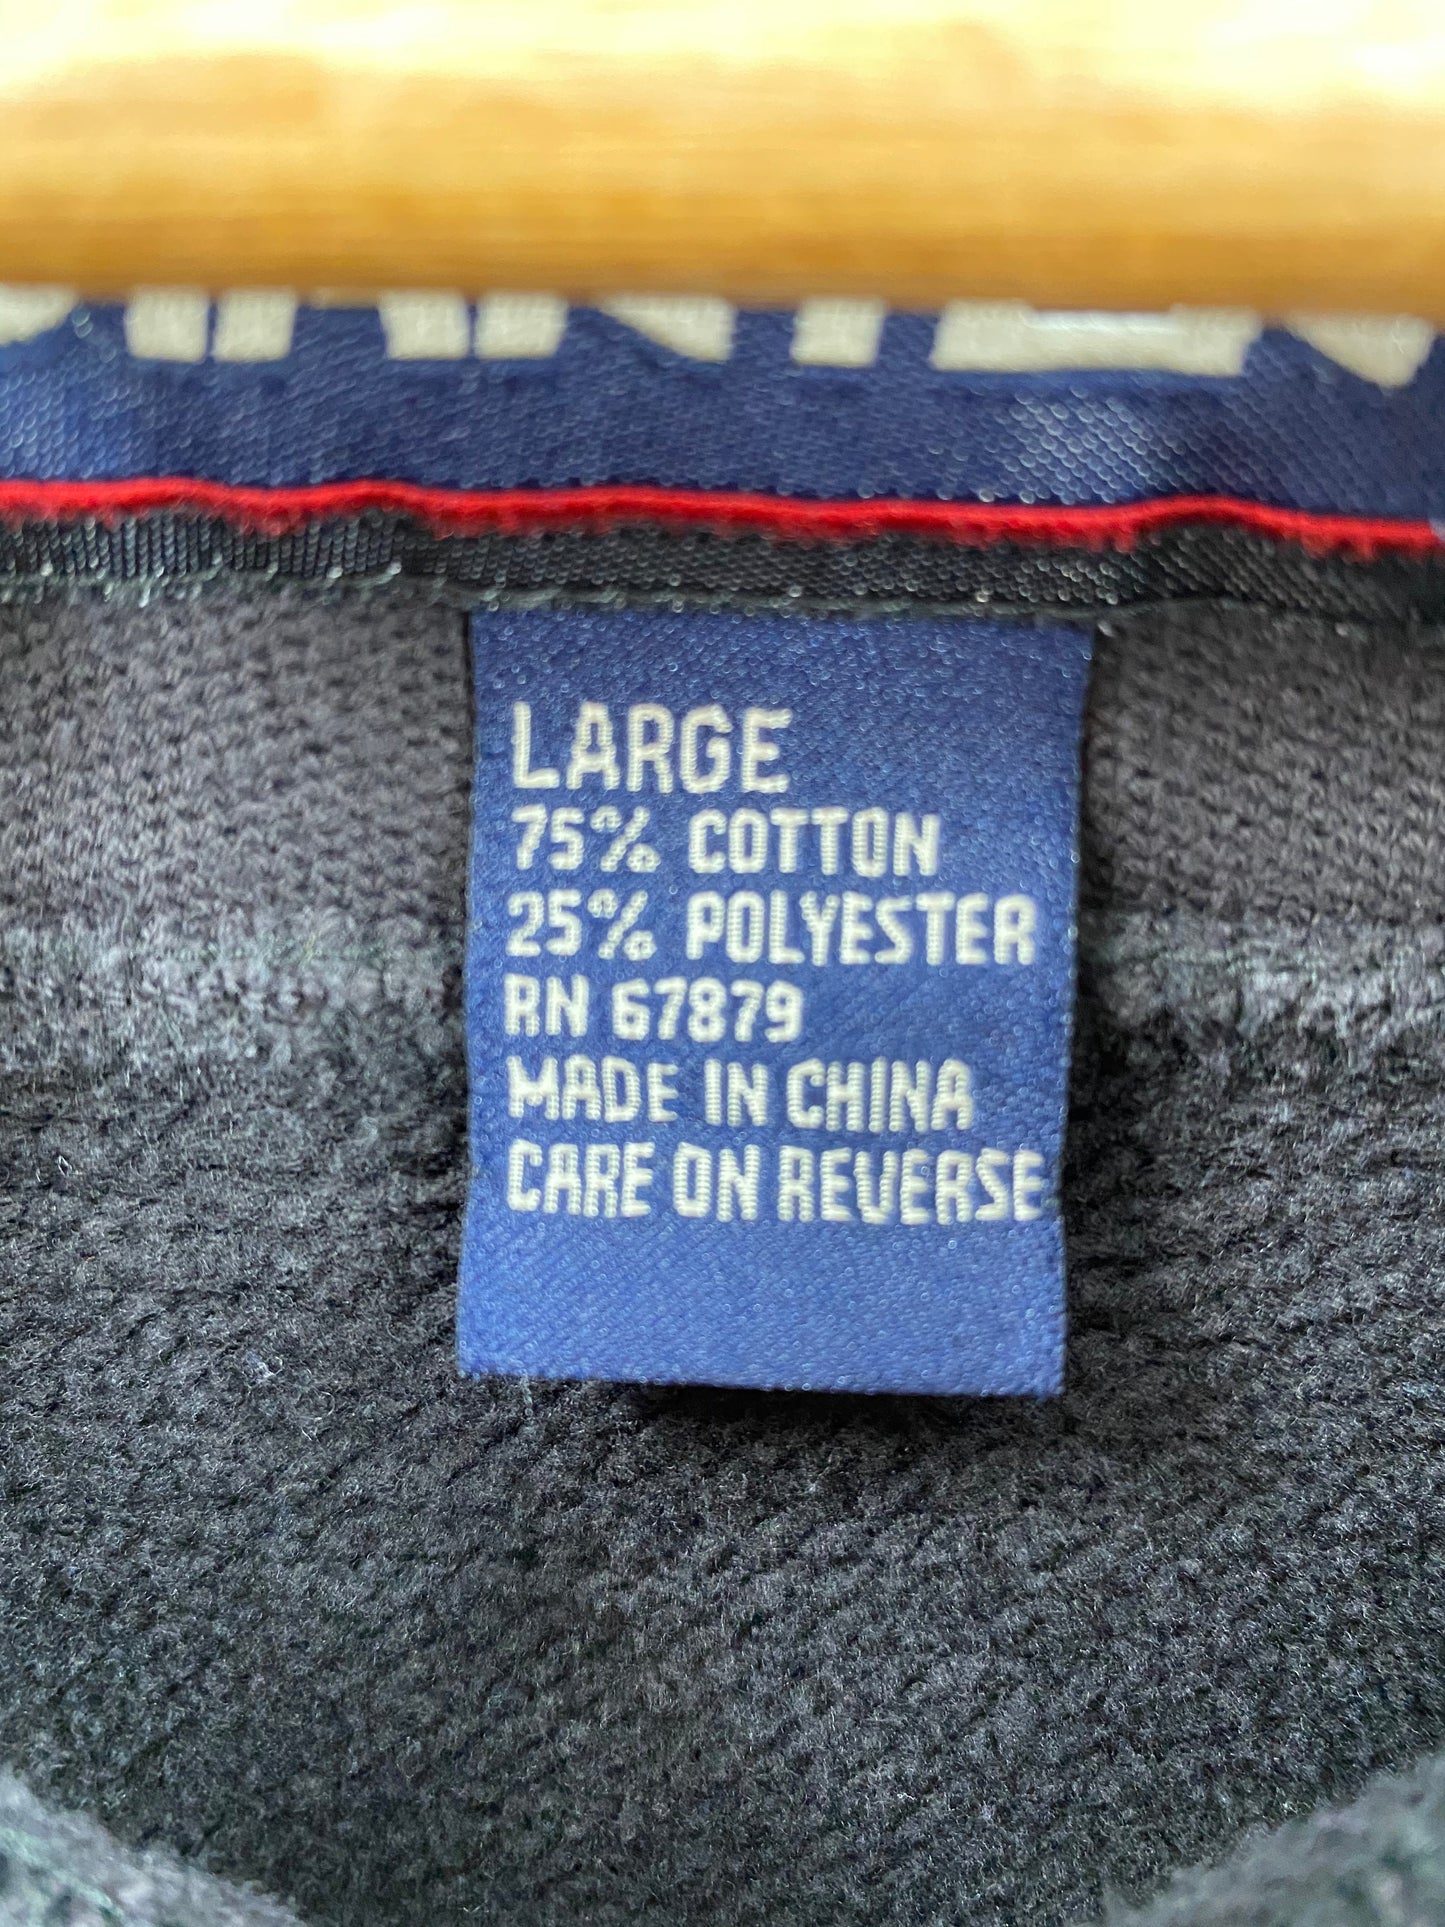 LARGE
75% COTTON
25% POLYESTER
RN 67879
MADE IN CHINA
CARE ON REVERSE